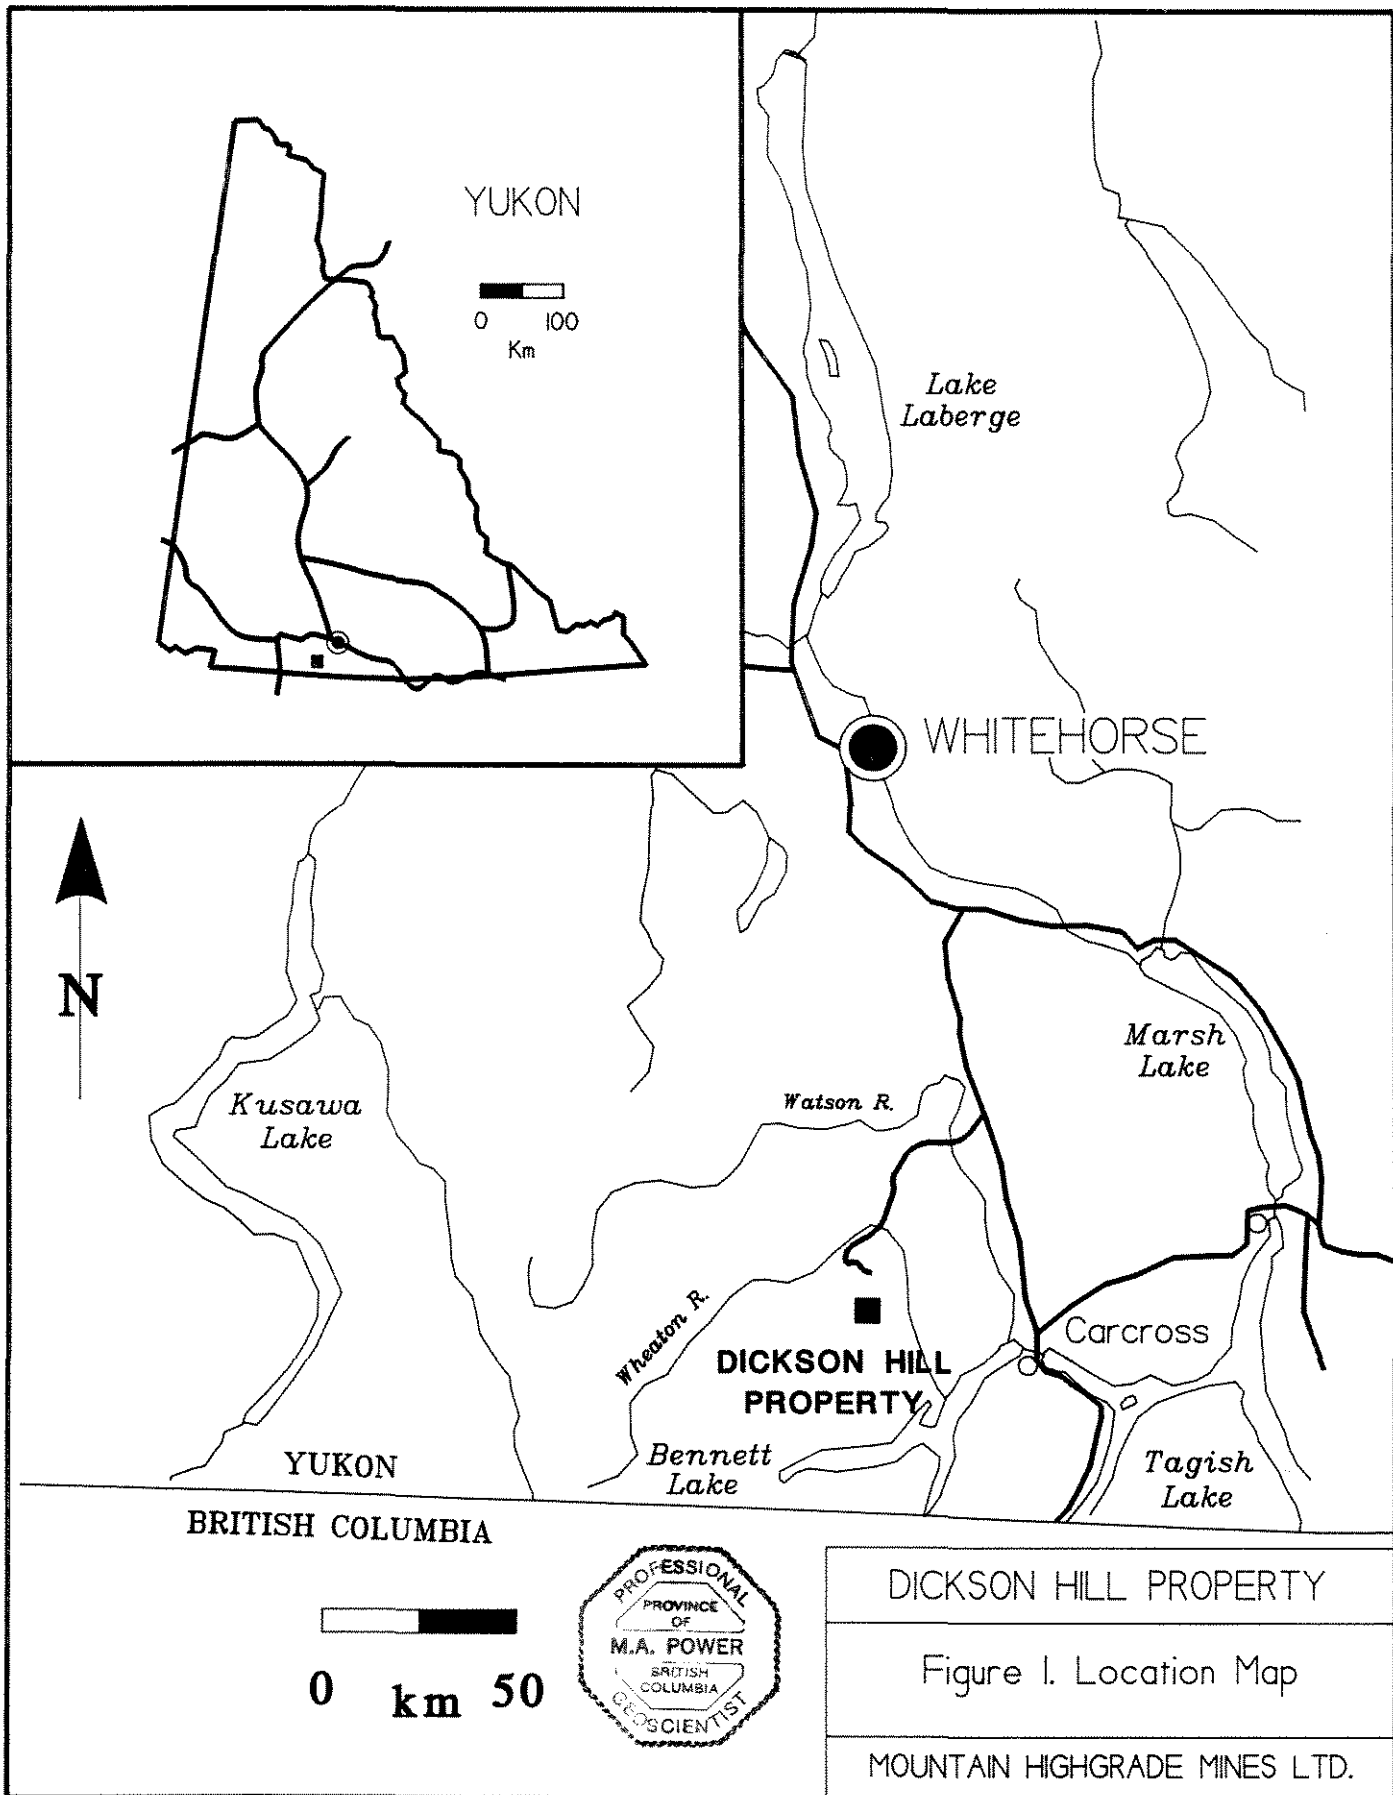 YUKON
0 100
Km
Lake
Laberge
WHITEHORSE
N
Kusawa
Lake
Marsh
Lake
Watson R.
Wheaton R.
DICKSON HILL
PROPERTY
Carcross
Bennett
Lake
Tagish
Lake
YUKON
BRITISH COLUMBIA
0 km 50
PROFESSIONAL
PROVINCE
OF
M.A. POWER
BRITISH
COLUMBIA
GEOSCIENTIST
DICKSON HILL PROPERTY
Figure 1. Location Map
MOUNTAIN HIGHGRADE MINES LTD.